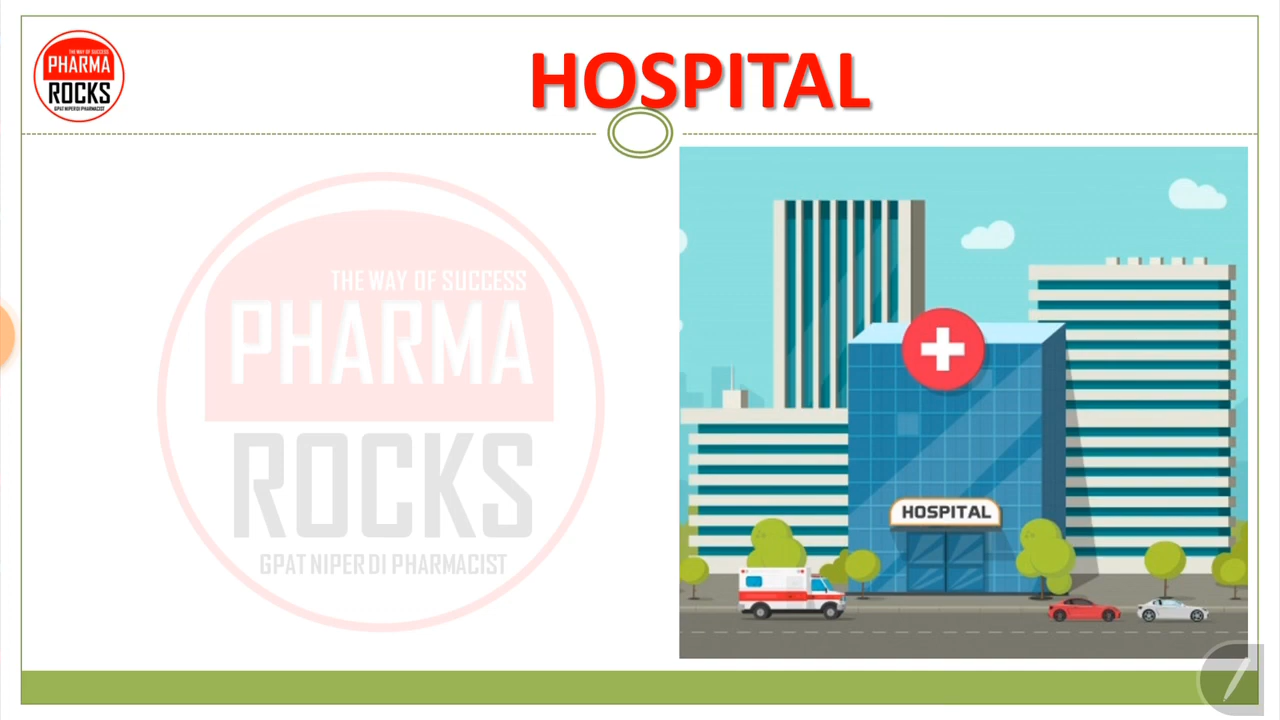 THE WAY OF SUCCESS
PHARMA
ROCKS
GPAT NIPER DI PHARMACIST
HOSPITAL
THE WAY OF SUCCESS
PHARMA
ROCKS
GPAT NIPER DI PHARMACIST
HOSPITAL